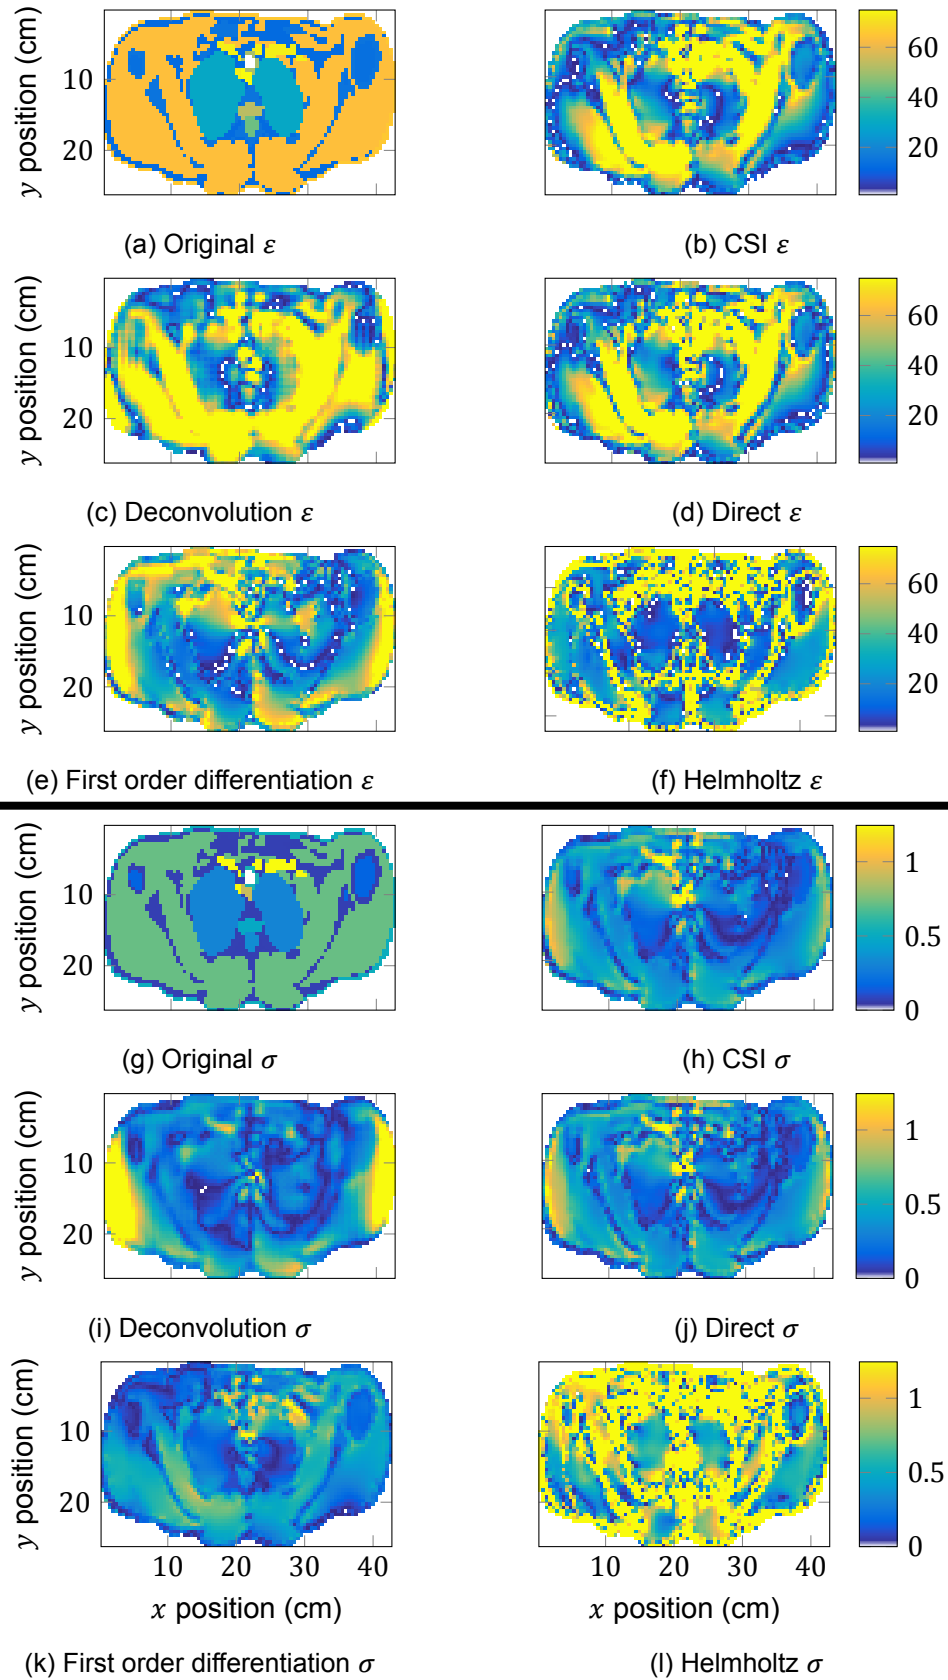 y position (cm)
10
20
60
40
20
(a) Original ε
(b) CSI ε
y position (cm)
10
20
60
40
20
(c) Deconvolution ε
(d) Direct ε
y position (cm)
10
20
60
40
20
(e) First order differentiation ε
(f) Helmholtz ε
y position (cm)
10
20
1
0.5
0
(g) Original σ
(h) CSI σ
y position (cm)
10
20
1
0.5
0
(i) Deconvolution σ
(j) Direct σ
y position (cm)
10
20
1
0.5
0
10 20 30 40
10 20 30 40
x position (cm)
x position (cm)
(k) First order differentiation σ
(l) Helmholtz σ